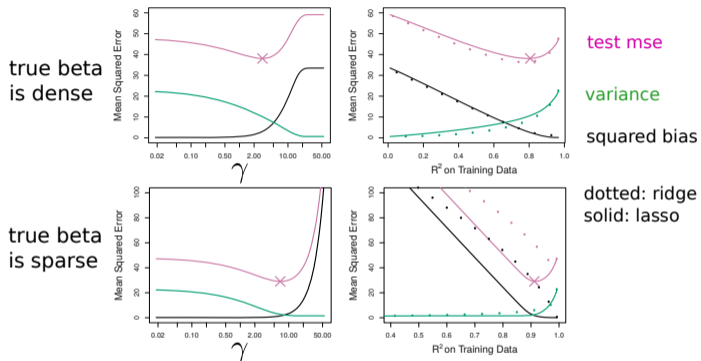 true beta
is dense
Mean Squared Error
0 10 20 30 40 50 60
0.02 0.10 0.50 2.00 10.00 50.00
γ
Mean Squared Error
0 10 20 30 40 50 60
0.0 0.2 0.4 0.6 0.8 1.0
R² on Training Data
test mse
variance
squared bias
dotted: ridge
solid: lasso
true beta
is sparse
Mean Squared Error
0 20 40 60 80 100
0.02 0.10 0.50 2.00 10.00 50.00
γ
Mean Squared Error
0 20 40 60 80 100
0.4 0.5 0.6 0.7 0.8 0.9 1.0
R² on Training Data